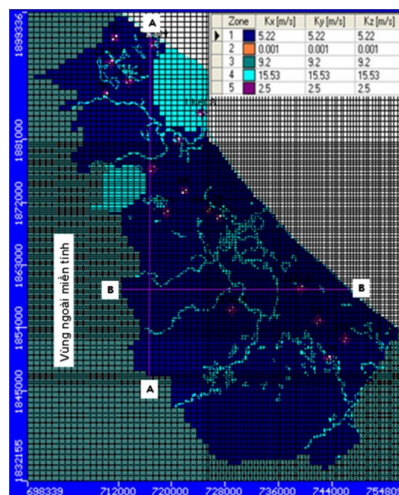 A
Zone Kx [m/s] Ky [m/s] Kz [m/s]
1 5.22 5.22 5.22
2 0.001 0.001 0.001
3 9.2 9.2 9.2
4 15.53 15.53 15.53
5 2.5 2.5 2.5
1899336
1881000
1872000
1863000
1854000
1845000
1832155
Vùng ngoài miền tính
B
B
A
698339 712000 720000 728000 736000 744000 754809